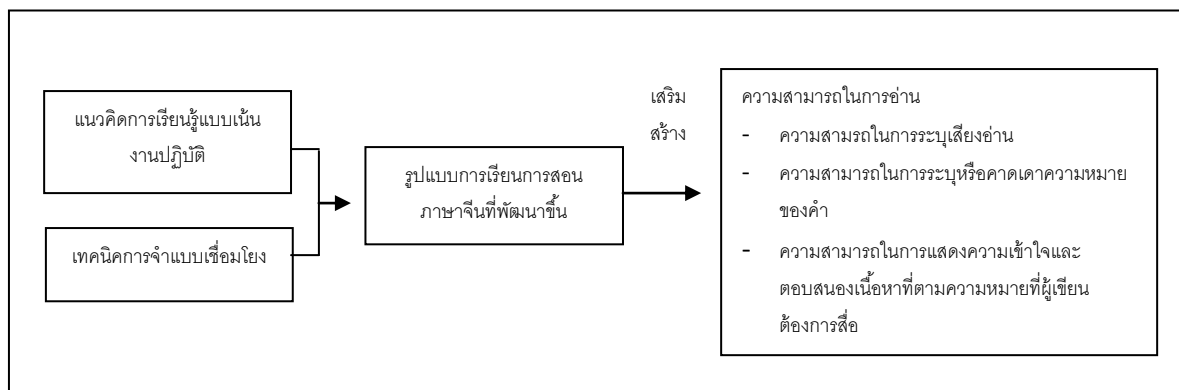 แนวคิดการเรียนรู้แบบเน้น
งานปฏิบัติ
เทคนิคการจำแบบเชื่อมโยง
รูปแบบการเรียนการสอน
ภาษาจีนที่พัฒนาขึ้น
เสริม
สร้าง
ความสามารถในการอ่าน
- ความสามรถในการระบุเสียงอ่าน
- ความสามารถในการระบุหรือคาดเดาความหมาย
ของคำ
- ความสามารถในการแสดงความเข้าใจและ
ตอบสนองเนื้อหาที่ตามความหมายที่ผู้เขียน
ต้องการสื่อ